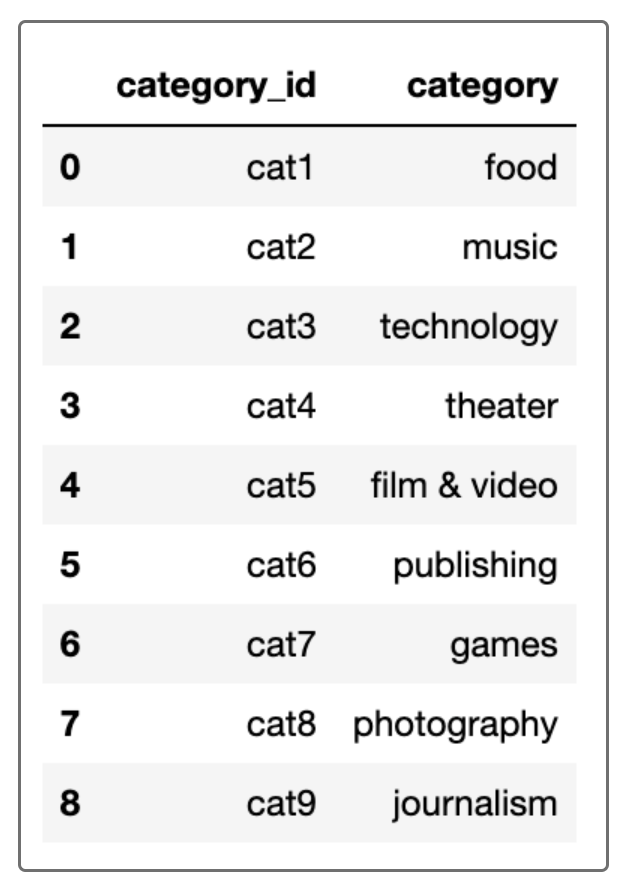 category_id category
0 cat1 food
1 cat2 music
2 cat3 technology
3 cat4 theater
4 cat5 film & video
5 cat6 publishing
6 cat7 games
7 cat8 photography
8 cat9 journalism